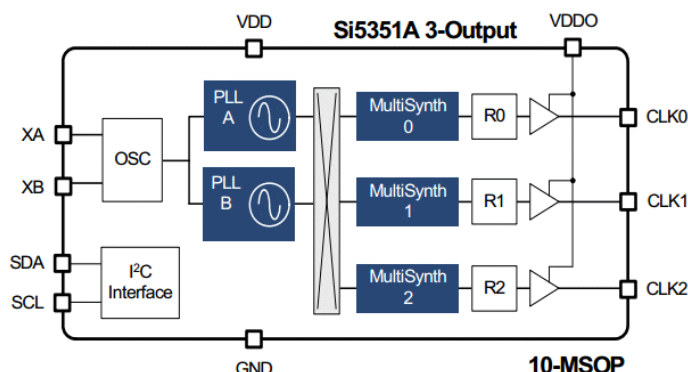 VDD
Si5351A 3-Output
VDDO
PLL
A
MultiSynth
0
R0
CLK0
XA
OSC
XB
PLL
B
MultiSynth
1
R1
CLK1
SDA
I²C
Interface
SCL
MultiSynth
2
R2
CLK2
GND
10-MSOP